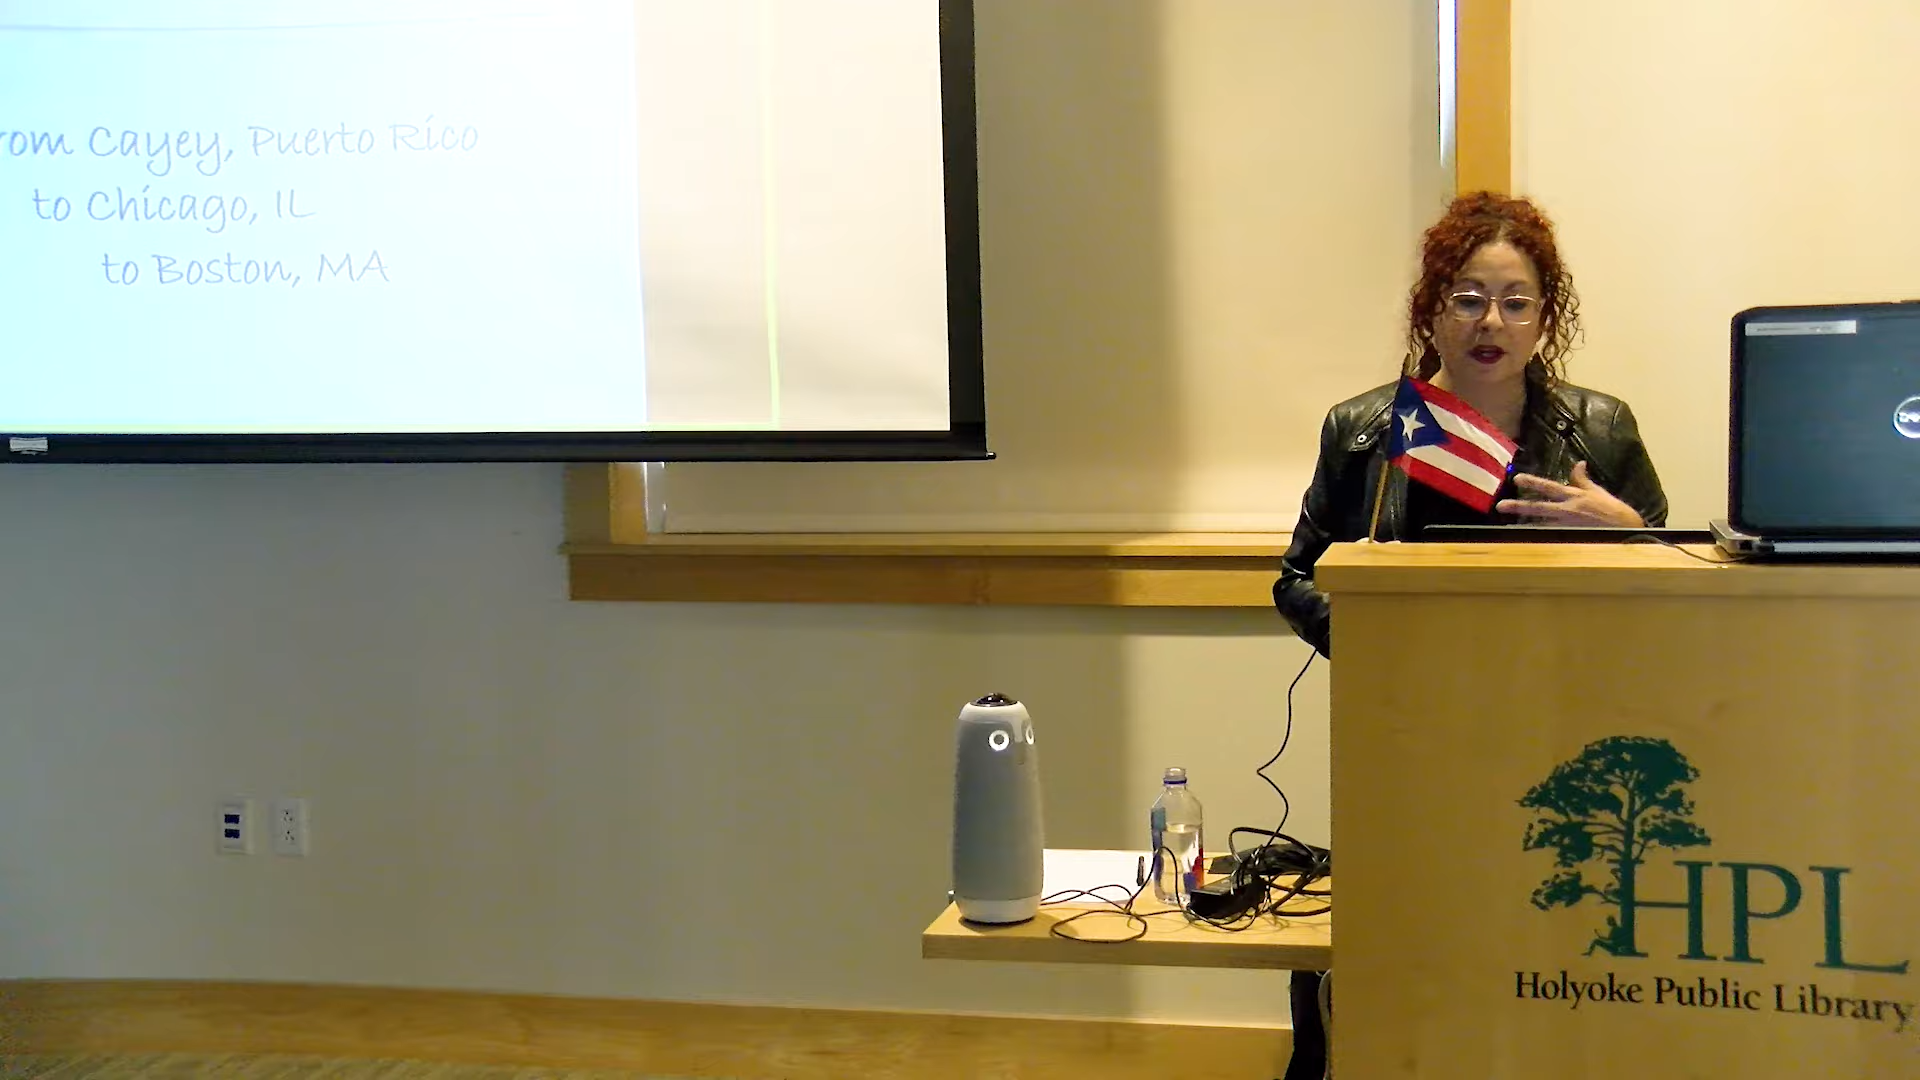 rom Cayey, Puerto Rico
to Chicago, IL
to Boston, MA
HPL
Holyoke Public Library